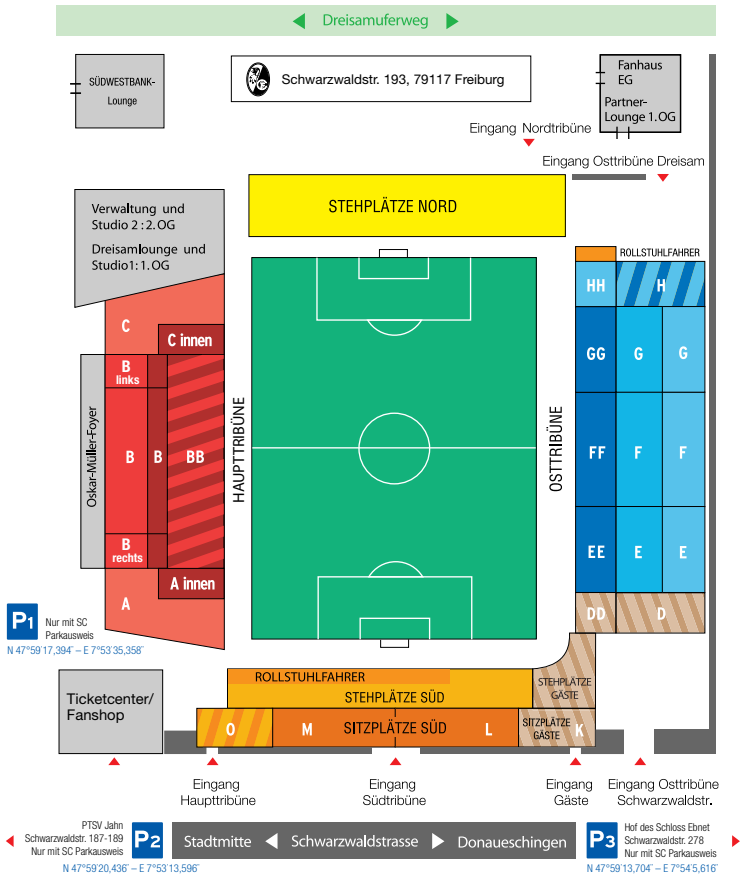 Dreisamuferweg
SÜDWESTBANK-
Lounge
Schwarzwaldstr. 193, 79117 Freiburg
Fanhaus
EG
Partner-
Lounge 1.OG
Eingang Nordtribüne
Eingang Osttribüne Dreisam
Verwaltung und
Studio 2 : 2.OG
Dreisamlounge und
Studio1: 1.OG
STEHPLÄTZE NORD
ROLLSTUHLFAHRER
HH
H
C
C innen
B
links
GG
G
G
Oskar-Müller-Foyer
B
B
BB
HAUPTTRIBÜNE
OSTTRIBÜNE
FF
F
F
B
rechts
EE
E
E
A innen
A
DD
D
P1
Nur mit SC
Parkausweis
N 47°59´17,394˝ – E 7°53´35,358˝
Ticketcenter/
Fanshop
ROLLSTUHLFAHRER
STEHPLÄTZE SÜD
STEHPLÄTZE
GÄSTE
O
M
SITZPLÄTZE SÜD
L
SITZPLÄTZE
GÄSTE
K
Eingang
Haupttribüne
Eingang
Südtribüne
Eingang
Gäste
Eingang Osttribüne
Schwarzwaldstr.
PTSV Jahn
Schwarzwaldstr. 187-189
Nur mit SC Parkausweis
P2
N 47°59´20,436˝ – E 7°53´13,596˝
Stadtmitte
Schwarzwaldstrasse
Donaueschingen
P3
Hof des Schloss Ebnet
Schwarzwaldstr. 278
Nur mit SC Parkausweis
N 47°59´13,704˝ – E 7°54´5,616˝